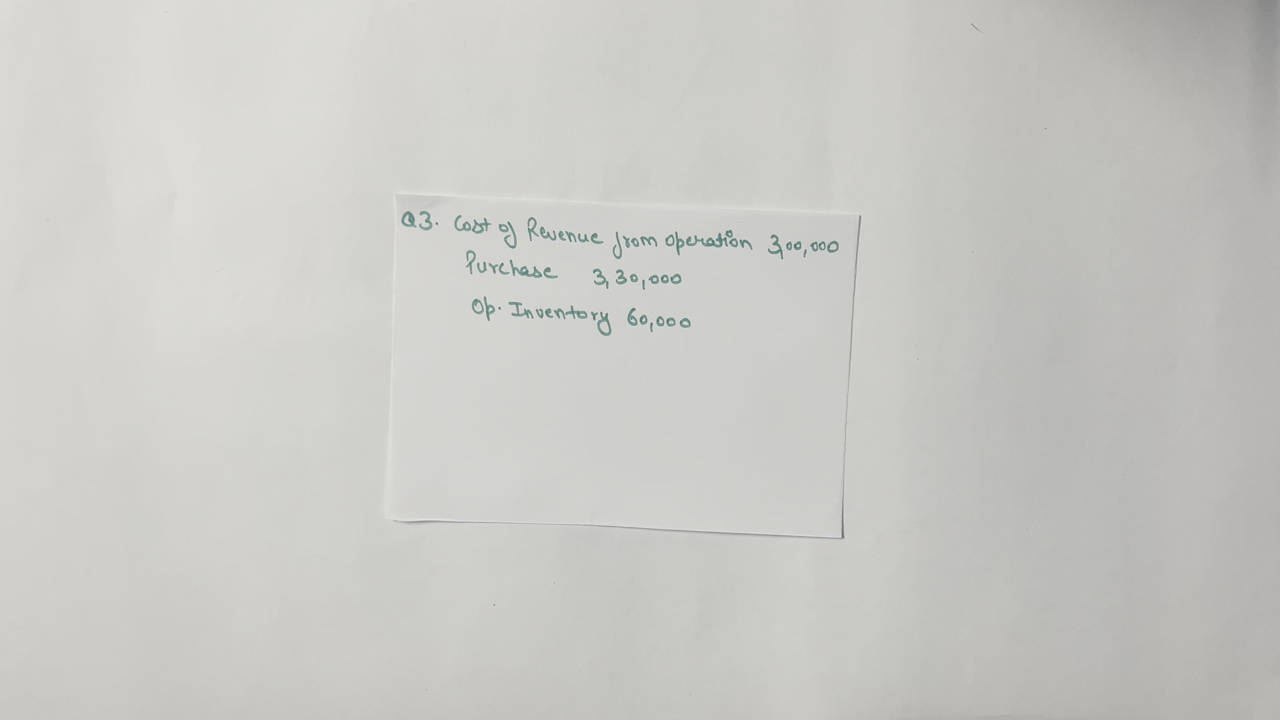 Q3. Cost of Revenue from operation 3,00,000
Purchase 3,30,000
Op. Inventory 60,000